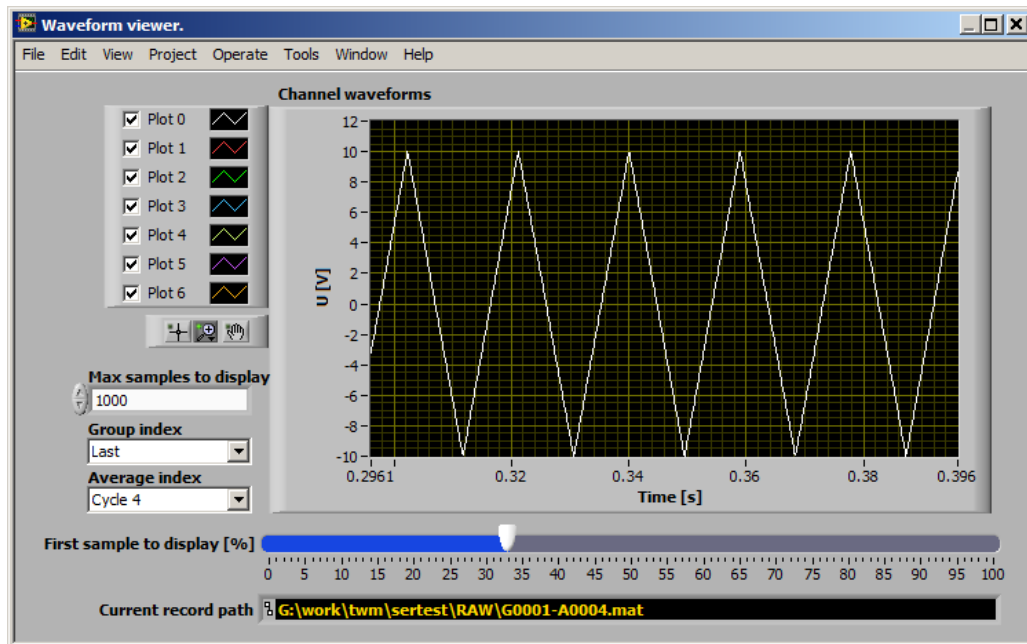 Waveform viewer.
File Edit View Project Operate Tools Window Help
Channel waveforms
Plot 0
Plot 1
Plot 2
Plot 3
Plot 4
Plot 5
Plot 6
12
10
8
6
4
2
0
-2
-4
-6
-8
-10
U [V]
0.2961 0.32 0.34 0.36 0.38 0.396
Time [s]
Max samples to display
1000
Group index
Last
Average index
Cycle 4
First sample to display [%]
0 5 10 15 20 25 30 35 40 45 50 55 60 65 70 75 80 85 90 95 100
Current record path G:\work\twm\sertest\RAW\G0001-A0004.mat